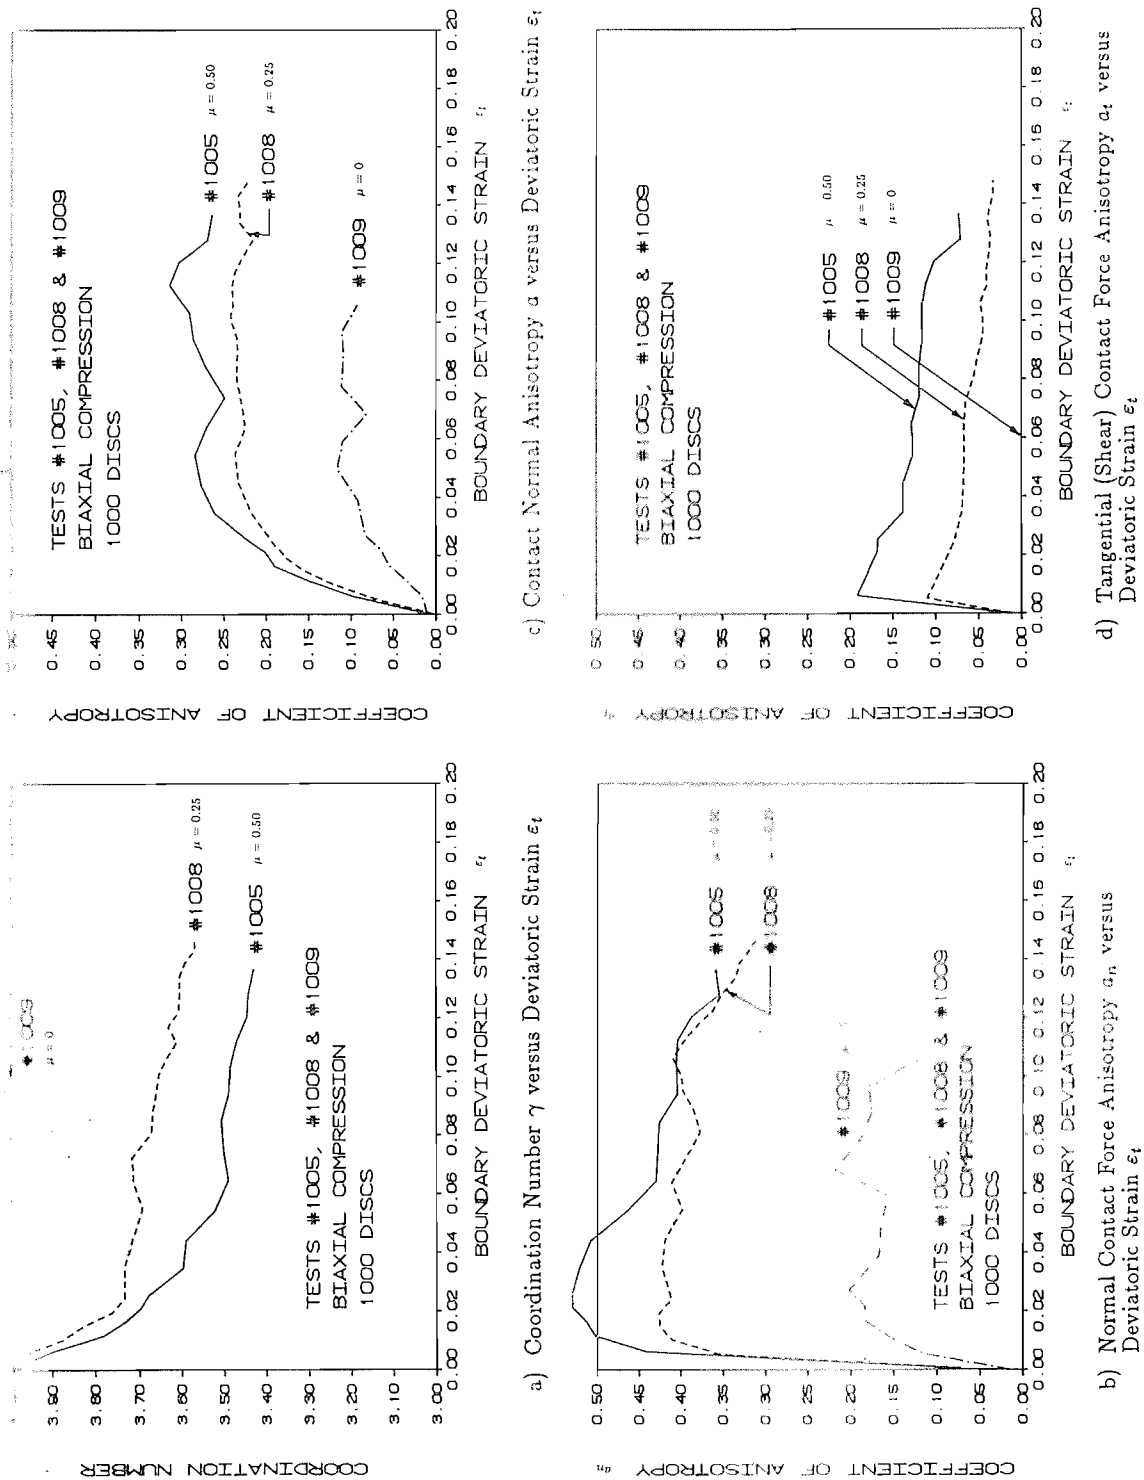 COORDINATION NUMBER
3.90
3.80
3.70
3.60
3.50
3.40
3.30
3.20
3.10
3.00
#1009
μ = 0
#1008 μ = 0.25
#1005 μ = 0.50
TESTS #1005, #1008 & #1009
BIAXIAL COMPRESSION
1000 DISCS
0.00 0.02 0.04 0.06 0.08 0.10 0.12 0.14 0.16 0.18 0.20
BOUNDARY DEVIATORIC STRAIN εt
a) Coordination Number γ versus Deviatoric Strain εt
COEFFICIENT OF ANISOTROPY
0.45
0.40
0.35
0.30
0.25
0.20
0.15
0.10
0.05
0.00
TESTS #1005, #1008 & #1009
BIAXIAL COMPRESSION
1000 DISCS
#1005 μ = 0.50
#1008 μ = 0.25
#1009 μ = 0
0.00 0.02 0.04 0.06 0.08 0.10 0.12 0.14 0.16 0.18 0.20
BOUNDARY DEVIATORIC STRAIN εt
c) Contact Normal Anisotropy a versus Deviatoric Strain εt
COEFFICIENT OF ANISOTROPY an
0.50
0.45
0.40
0.35
0.30
0.25
0.20
0.15
0.10
0.05
0.00
#1005
#1008
#1009
TESTS #1005, #1008 & #1009
BIAXIAL COMPRESSION
1000 DISCS
0.00 0.02 0.04 0.06 0.08 0.10 0.12 0.14 0.16 0.18 0.20
BOUNDARY DEVIATORIC STRAIN εt
b) Normal Contact Force Anisotropy an versus
Deviatoric Strain εt
COEFFICIENT OF ANISOTROPY
0.50
0.45
0.40
0.35
0.30
0.25
0.20
0.15
0.10
0.05
0.00
TESTS #1005, #1008 & #1009
BIAXIAL COMPRESSION
1000 DISCS
#1005 μ 0.50
#1008 μ = 0.25
#1009 μ = 0
0.00 0.02 0.04 0.06 0.08 0.10 0.12 0.14 0.16 0.18 0.20
BOUNDARY DEVIATORIC STRAIN εt
d) Tangential (Shear) Contact Force Anisotropy at versus
Deviatoric Strain εt